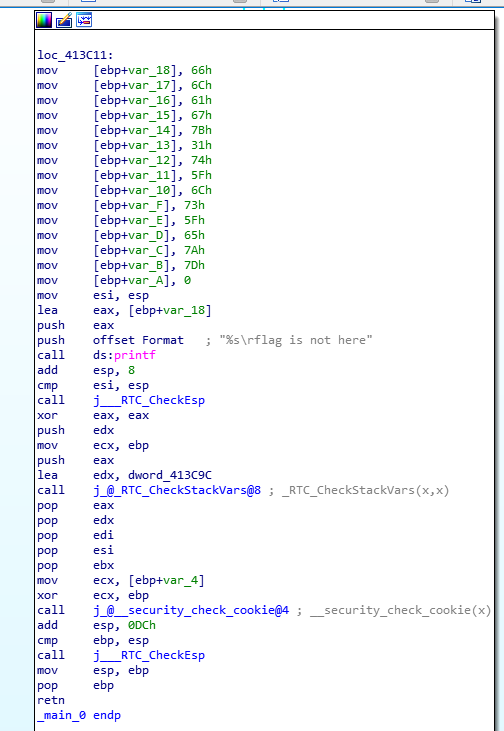 loc_413C11:
mov [ebp+var_18], 66h
mov [ebp+var_17], 6Ch
mov [ebp+var_16], 61h
mov [ebp+var_15], 67h
mov [ebp+var_14], 7Bh
mov [ebp+var_13], 31h
mov [ebp+var_12], 74h
mov [ebp+var_11], 5Fh
mov [ebp+var_10], 6Ch
mov [ebp+var_F], 73h
mov [ebp+var_E], 5Fh
mov [ebp+var_D], 65h
mov [ebp+var_C], 7Ah
mov [ebp+var_B], 7Dh
mov [ebp+var_A], 0
mov esi, esp
lea eax, [ebp+var_18]
push eax
push offset Format ; "%s\rflag is not here"
call ds:printf
add esp, 8
cmp esi, esp
call j___RTC_CheckEsp
xor eax, eax
push edx
mov ecx, ebp
push eax
lea edx, dword_413C9C
call j_@_RTC_CheckStackVars@8 ; _RTC_CheckStackVars(x,x)
pop eax
pop edx
pop edi
pop esi
pop ebx
mov ecx, [ebp+var_4]
xor ecx, ebp
call j_@__security_check_cookie@4 ; __security_check_cookie(x)
add esp, 0DCh
cmp ebp, esp
call j___RTC_CheckEsp
mov esp, ebp
pop ebp
retn
_main_0 endp